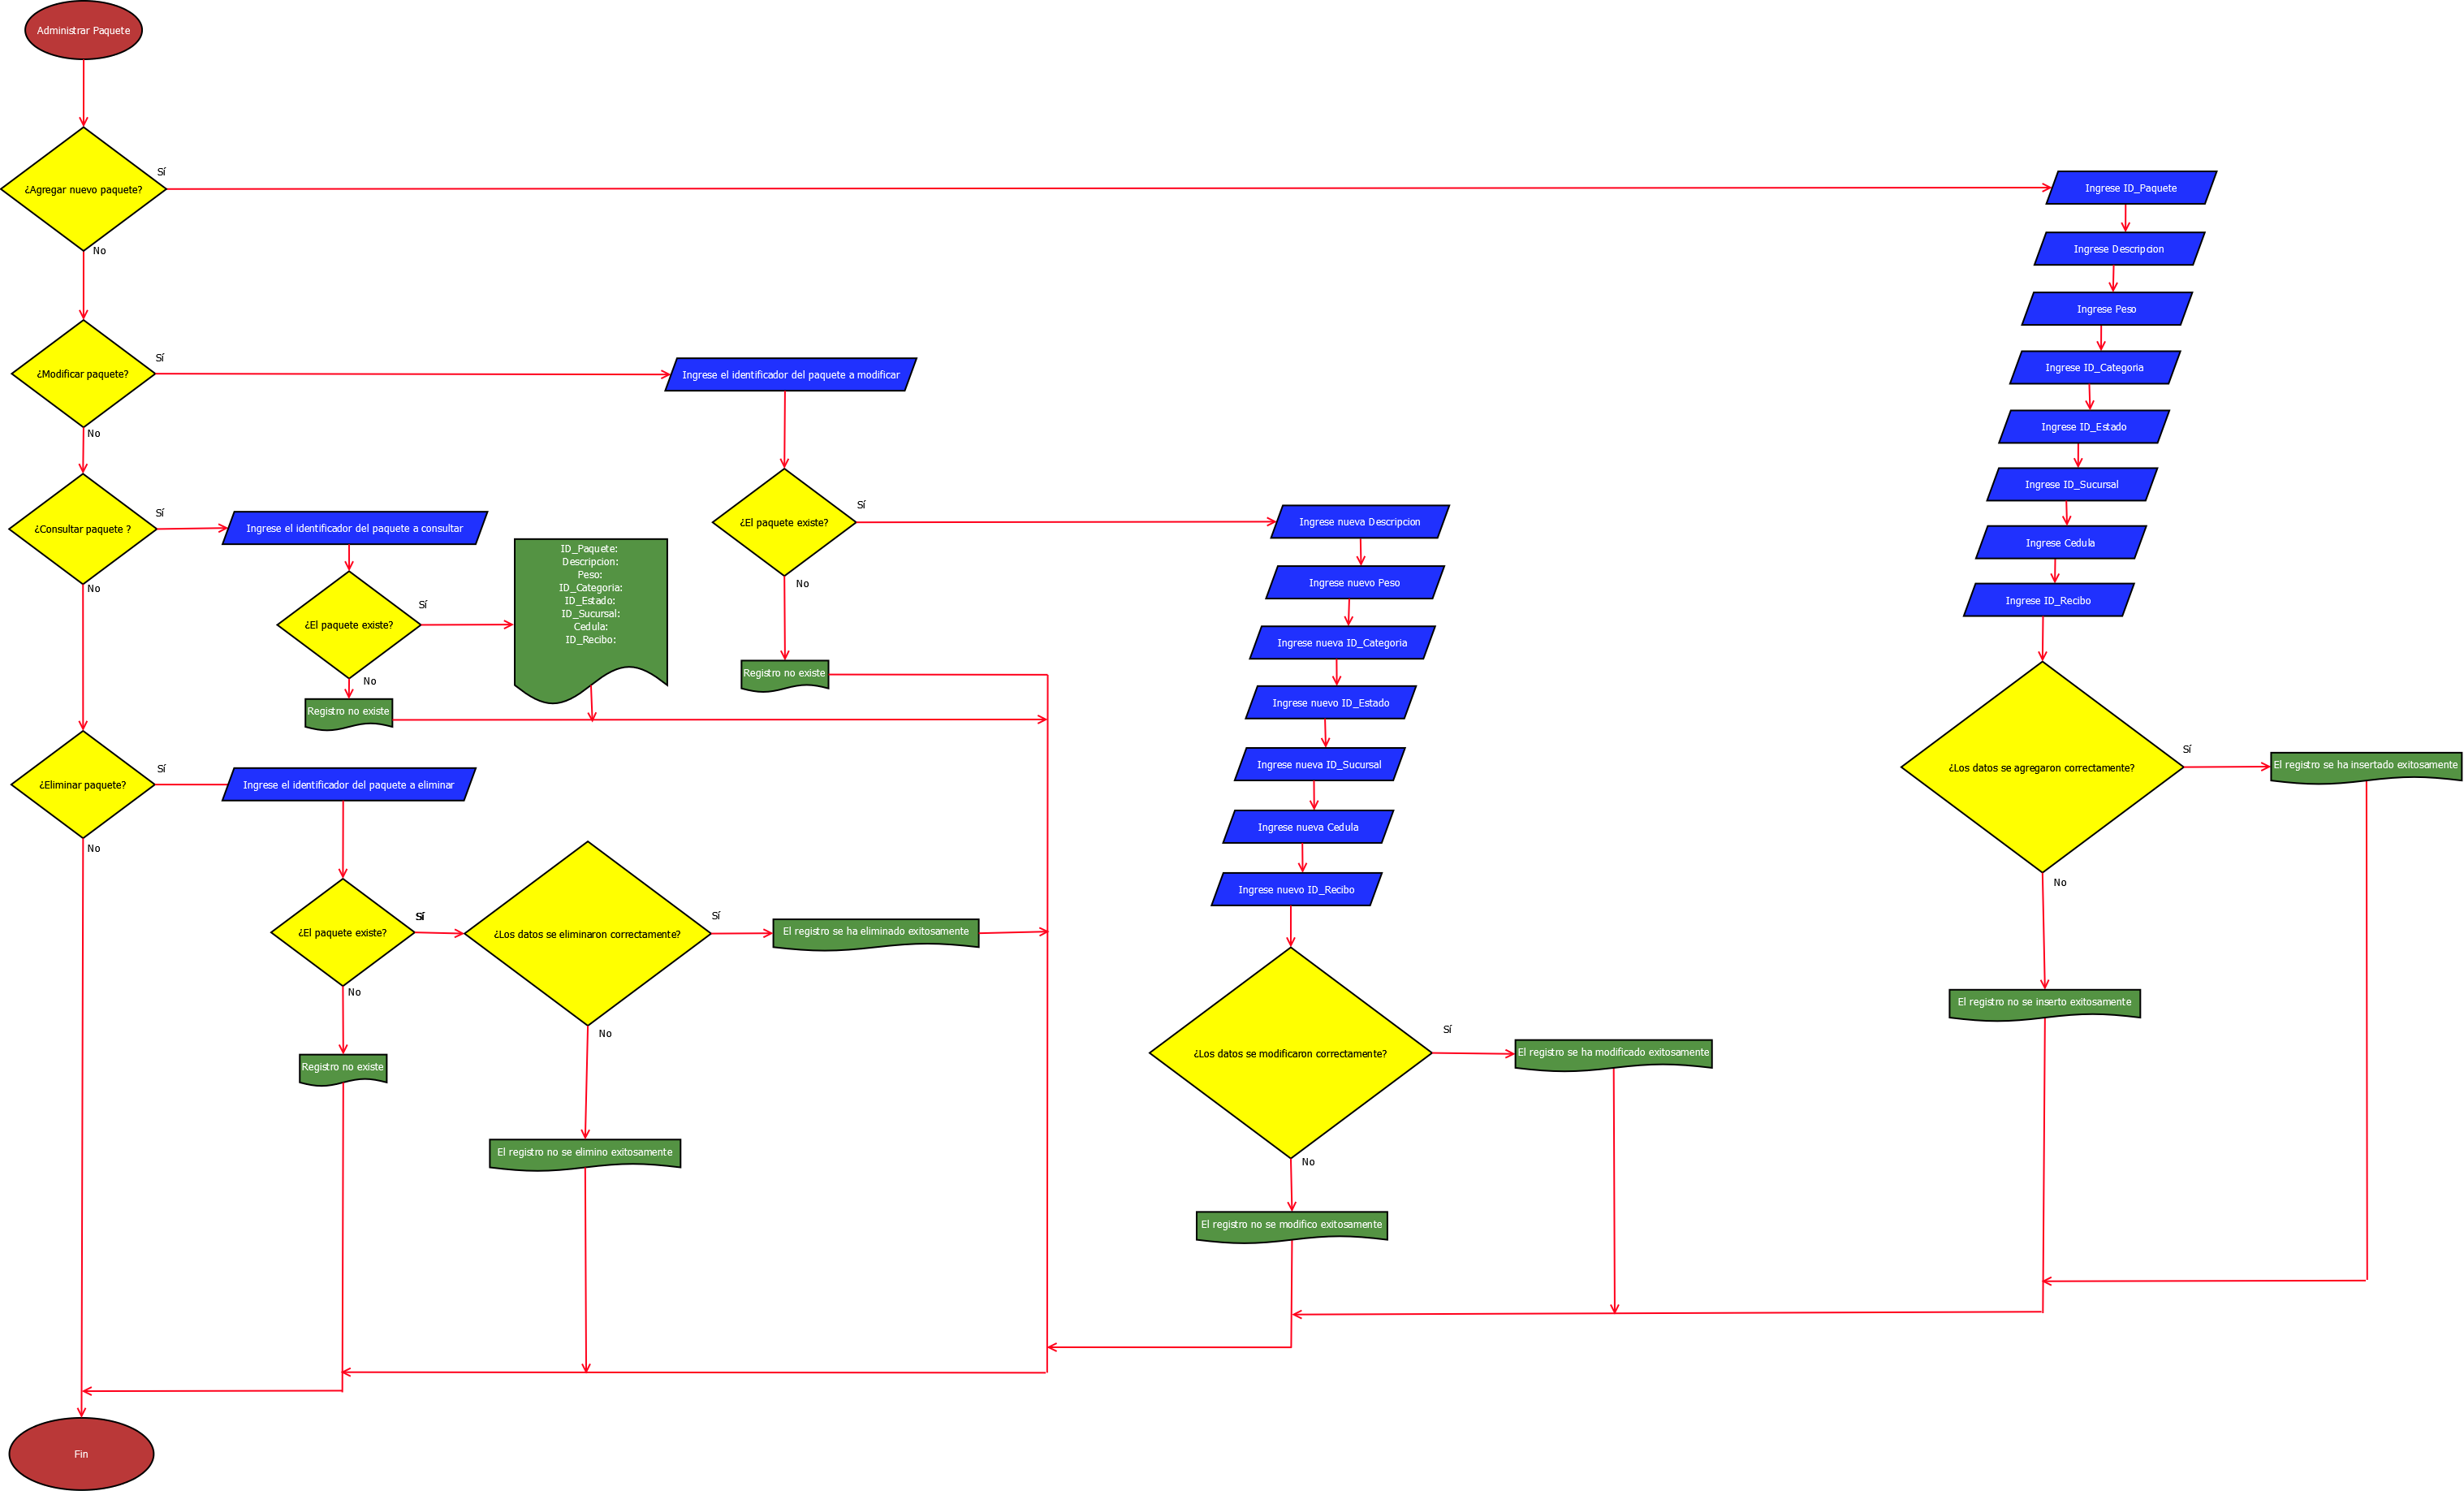 Administrar Paquete
¿Agregar nuevo paquete?
Sí
No
Ingrese ID_Paquete
Ingrese Descripcion
Ingrese Peso
Ingrese ID_Categoria
Ingrese ID_Estado
Ingrese ID_Sucursal
Ingrese Cedula
Ingrese ID_Recibo
¿Los datos se agregaron correctamente?
Sí
El registro se ha insertado exitosamente
No
El registro no se inserto exitosamente
¿Modificar paquete?
Sí
No
Ingrese el identificador del paquete a modificar
¿El paquete existe?
Sí
No
Registro no existe
Ingrese nueva Descripcion
Ingrese nuevo Peso
Ingrese nueva ID_Categoria
Ingrese nuevo ID_Estado
Ingrese nueva ID_Sucursal
Ingrese nueva Cedula
Ingrese nuevo ID_Recibo
¿Los datos se modificaron correctamente?
Sí
El registro se ha modificado exitosamente
No
El registro no se modifico exitosamente
¿Consultar paquete ?
Sí
No
Ingrese el identificador del paquete a consultar
¿El paquete existe?
Sí
No
Registro no existe
ID_Paquete:
Descripcion:
Peso:
ID_Categoria:
ID_Estado:
ID_Sucursal:
Cedula:
ID_Recibo:
¿Eliminar paquete?
Sí
No
Ingrese el identificador del paquete a eliminar
¿El paquete existe?
Sí
No
Registro no existe
¿Los datos se eliminaron correctamente?
Sí
El registro se ha eliminado exitosamente
No
El registro no se elimino exitosamente
Fin